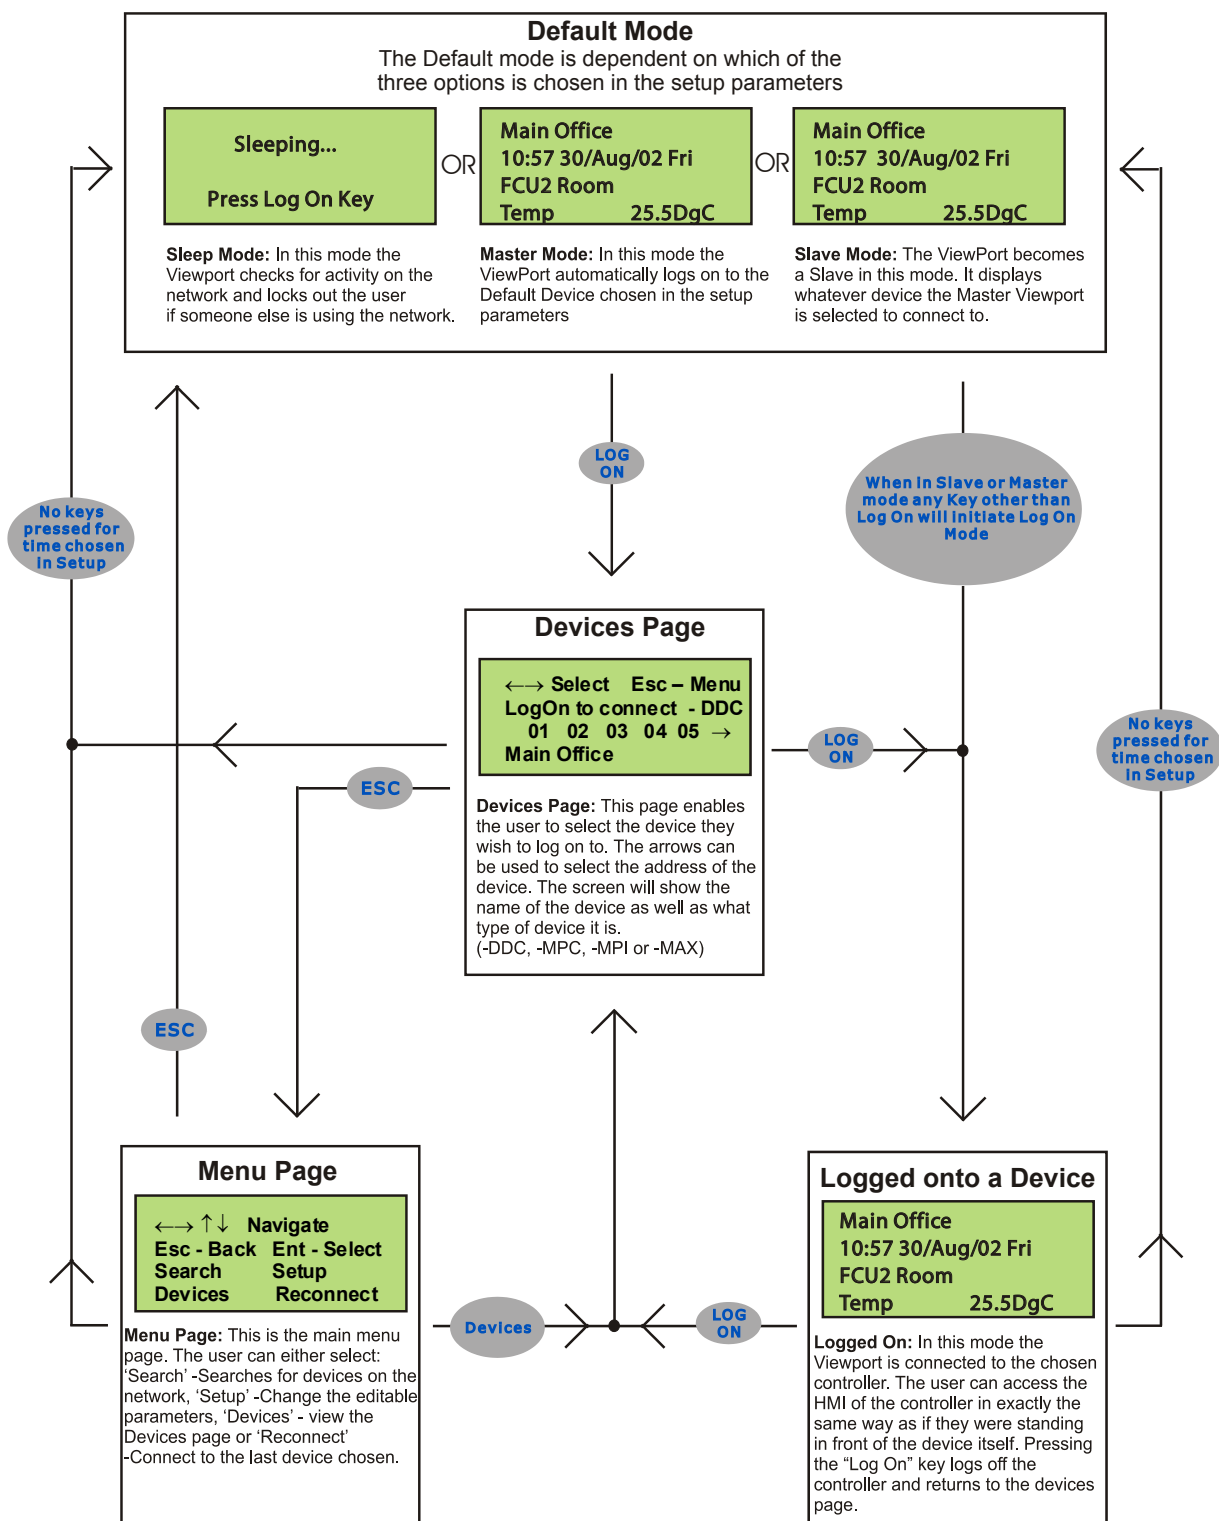 Default Mode
The Default mode is dependent on which of the
three options is chosen in the setup parameters
Sleeping...
Press Log On Key
OR
Main Office
10:57 30/Aug/02 Fri
FCU2 Room
Temp 25.5DgC
OR
Main Office
10:57 30/Aug/02 Fri
FCU2 Room
Temp 25.5DgC
Sleep Mode: In this mode the
Viewport checks for activity on the
network and locks out the user
if someone else is using the network.
Master Mode: In this mode the
ViewPort automatically logs on to the
Default Device chosen in the setup
parameters
Slave Mode: The ViewPort becomes
a Slave in this mode. It displays
whatever device the Master Viewport
is selected to connect to.
LOG
ON
When in Slave or Master
mode any Key other than
Log On will initiate Log On
Mode
No keys
pressed for
time chosen
in Setup
Devices Page
←→ Select Esc – Menu
LogOn to connect - DDC
01 02 03 04 05 →
Main Office
LOG
ON
No keys
pressed for
time chosen
in Setup
ESC
Devices Page: This page enables
the user to select the device they
wish to log on to. The arrows can
be used to select the address of the
device. The screen will show the
name of the device as well as what
type of device it is.
(-DDC, -MPC, -MPI or -MAX)
ESC
Menu Page
←→ ↑↓ Navigate
Esc - Back Ent - Select
Search Setup
Devices Reconnect
Menu Page: This is the main menu
page. The user can either select:
‘Search’ -Searches for devices on the
network, ‘Setup’ -Change the editable
parameters, ‘Devices’ - view the
Devices page or ‘Reconnect’
-Connect to the last device chosen.
Devices
LOG
ON
Logged onto a Device
Main Office
10:57 30/Aug/02 Fri
FCU2 Room
Temp 25.5DgC
Logged On: In this mode the
Viewport is connected to the chosen
controller. The user can access the
HMI of the controller in exactly the
same way as if they were standing
in front of the device itself. Pressing
the “Log On” key logs off the
controller and returns to the devices
page.